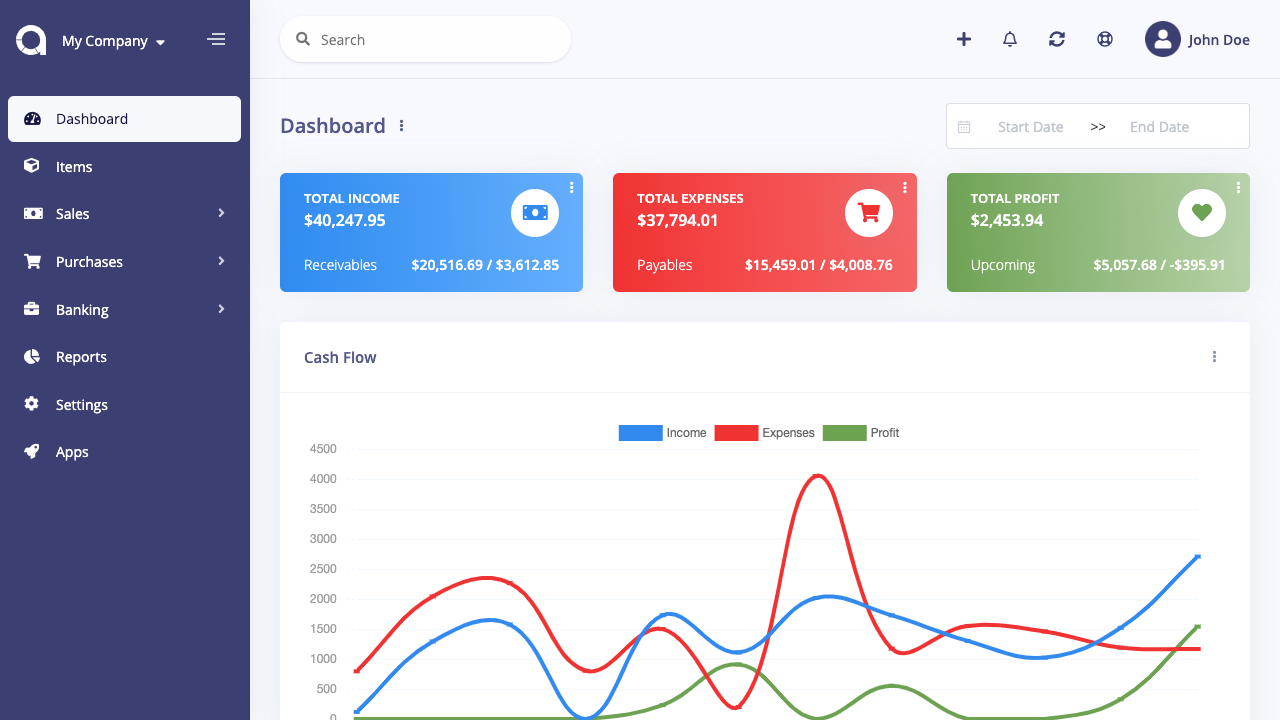 My Company
Search
John Doe
Dashboard
Items
Sales
Purchases
Banking
Reports
Settings
Apps
Dashboard
Start Date >> End Date
TOTAL INCOME
$40,247.95
Receivables $20,516.69 / $3,612.85
TOTAL EXPENSES
$37,794.01
Payables $15,459.01 / $4,008.76
TOTAL PROFIT
$2,453.94
Upcoming $5,057.68 / -$395.91
Cash Flow
Income Expenses Profit
4500
4000
3500
3000
2500
2000
1500
1000
500
0